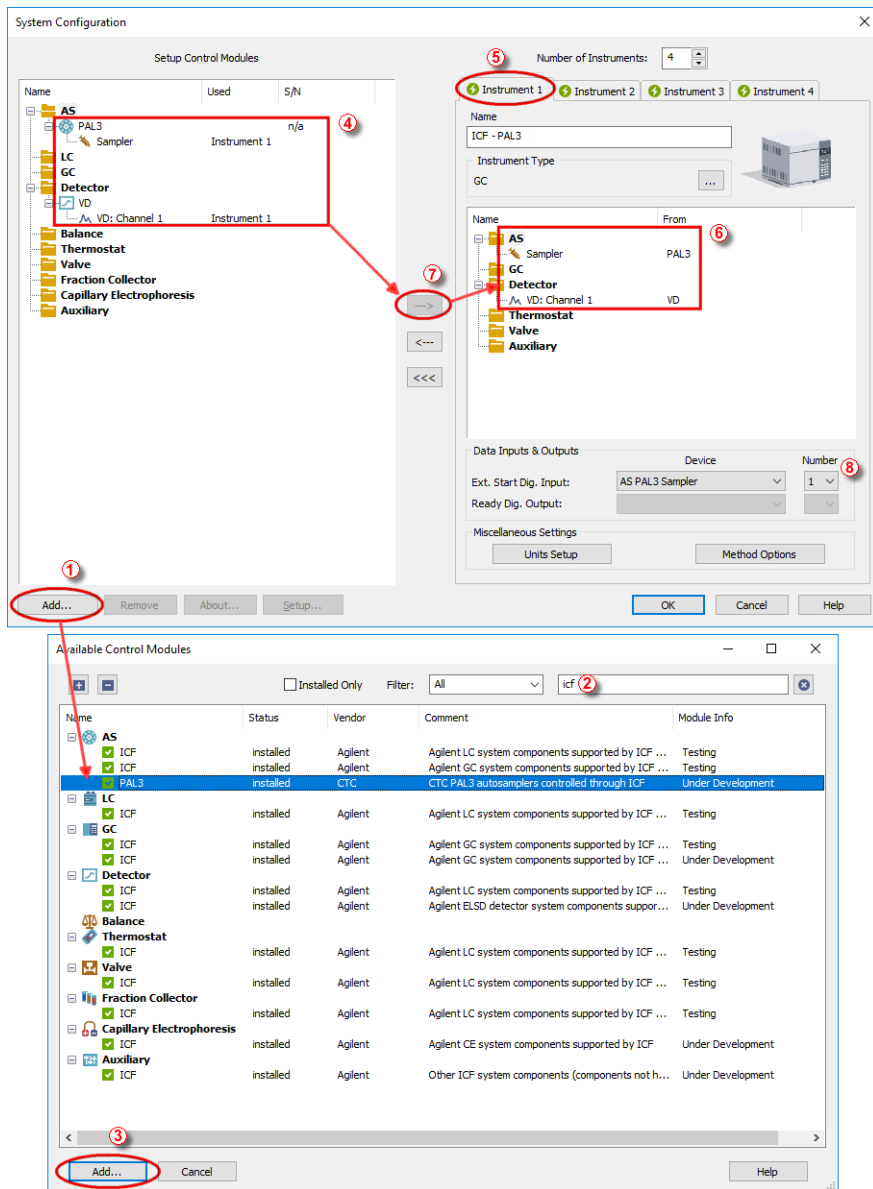 System Configuration
Setup Control Modules
Name Used S/N
AS
PAL3 n/a
Sampler Instrument 1
LC
GC
Detector
VD
VD: Channel 1 Instrument 1
Balance
Thermostat
Valve
Fraction Collector
Capillary Electrophoresis
Auxiliary
4
7
--->
<---
<<<
1
Add... Remove About... Setup...
5
Number of Instruments: 4
Instrument 1 Instrument 2 Instrument 3 Instrument 4
Name
ICF - PAL3
Instrument Type
GC ...
Name From
6
AS
Sampler PAL3
GC
Detector
VD: Channel 1 VD
Thermostat
Valve
Auxiliary
Data Inputs & Outputs
Device Number
8
Ext. Start Dig. Input: AS PAL3 Sampler 1
Ready Dig. Output:
Miscellaneous Settings
Units Setup Method Options
OK Cancel Help
Available Control Modules
Installed Only Filter: All icf 2
Name Status Vendor Comment Module Info
AS
ICF installed Agilent Agilent LC system components supported by ICF ... Testing
ICF installed Agilent Agilent GC system components supported by ICF ... Testing
PAL3 installed CTC CTC PAL3 autosamplers controlled through ICF Under Development
LC
ICF installed Agilent Agilent LC system components supported by ICF ... Testing
GC
ICF installed Agilent Agilent GC system components supported by ICF ... Testing
ICF installed Agilent Agilent GC system components supported by ICF ... Under Development
Detector
ICF installed Agilent Agilent LC system components supported by ICF ... Testing
ICF installed Agilent Agilent ELSD detector system components suppor... Under Development
Balance
Thermostat
ICF installed Agilent Agilent LC system components supported by ICF ... Testing
Valve
ICF installed Agilent Agilent LC system components supported by ICF ... Testing
Fraction Collector
ICF installed Agilent Agilent LC system components supported by ICF ... Testing
Capillary Electrophoresis
ICF installed Agilent Agilent CE system components supported by ICF Under Development
Auxiliary
ICF installed Agilent Other ICF system components (components not h... Under Development
3
Add... Cancel Help